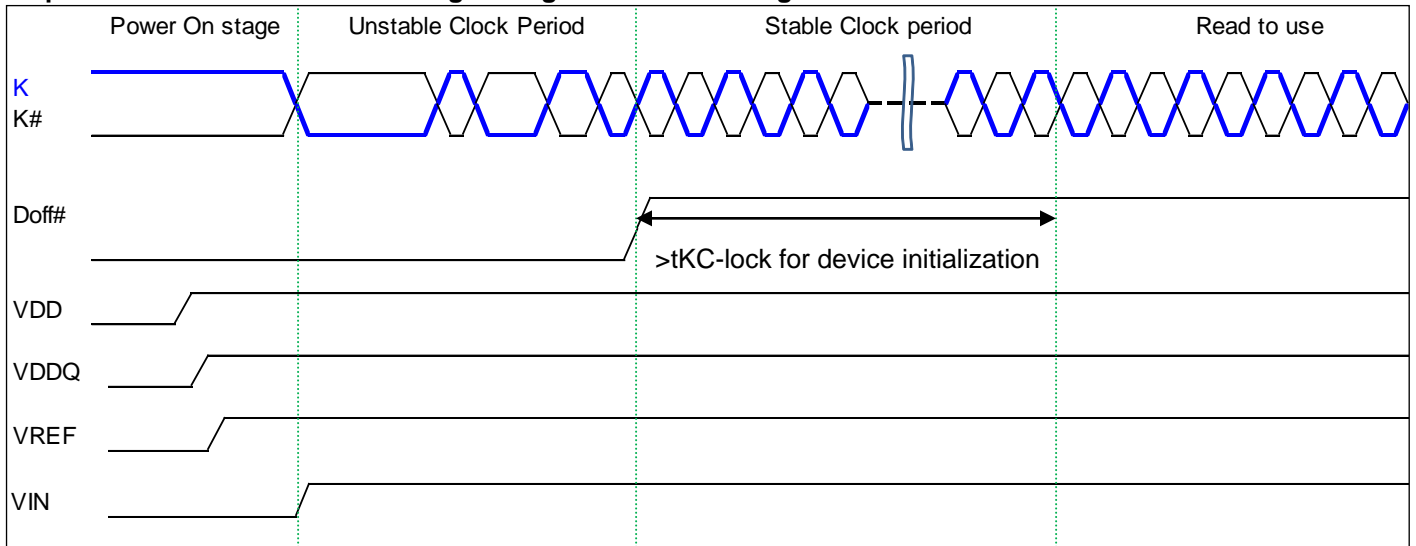 Power On stage
Unstable Clock Period
Stable Clock period
Read to use
K
K#
Doff#
>tKC-lock for device initialization
VDD
VDDQ
VREF
VIN